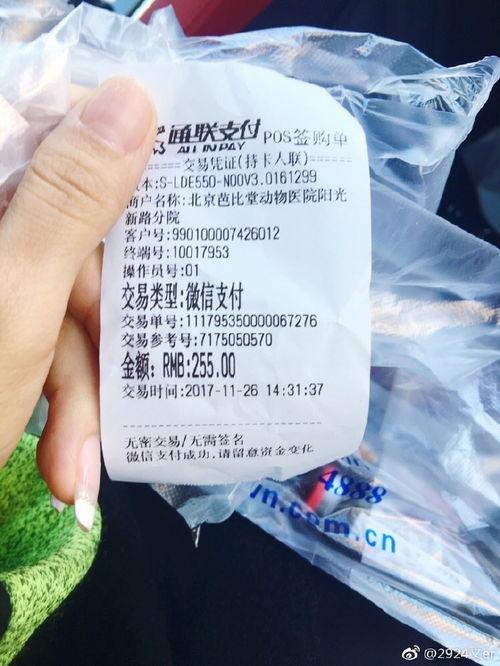 通联支付
ALLINPAY
POS签购单
交易凭证(持卡人联)
版本:S-LDE550-N00V3.0161299
商户名称:北京芭比堂动物医院阳光
新路分院
客户号:990100007426012
终端号:10017953
操作员号:01
交易类型:微信支付
交易单号:111795350000067276
交易参考号:7175050570
金额: RMB:255.00
交易时间:2017-11-26 14:31:37
无密交易/无需签名
微信支付成功,请留意资金变化
4888
n.com.cn